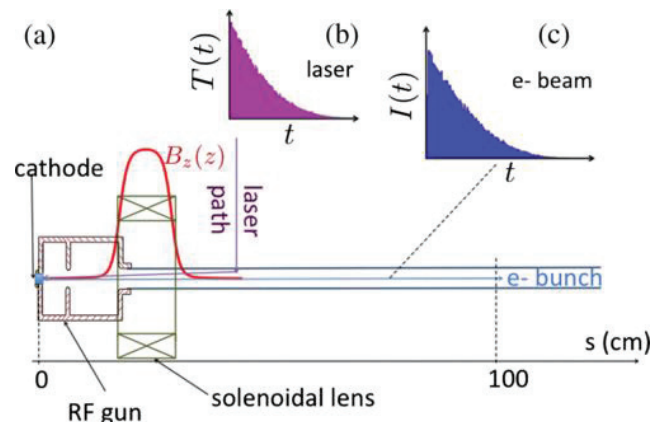 (a)
(b)
(c)
T(t)
laser
t
I(t)
e- beam
t
B_z(z)
cathode
laser
path
e- bunch
s (cm)
0
100
solenoidal lens
RF gun